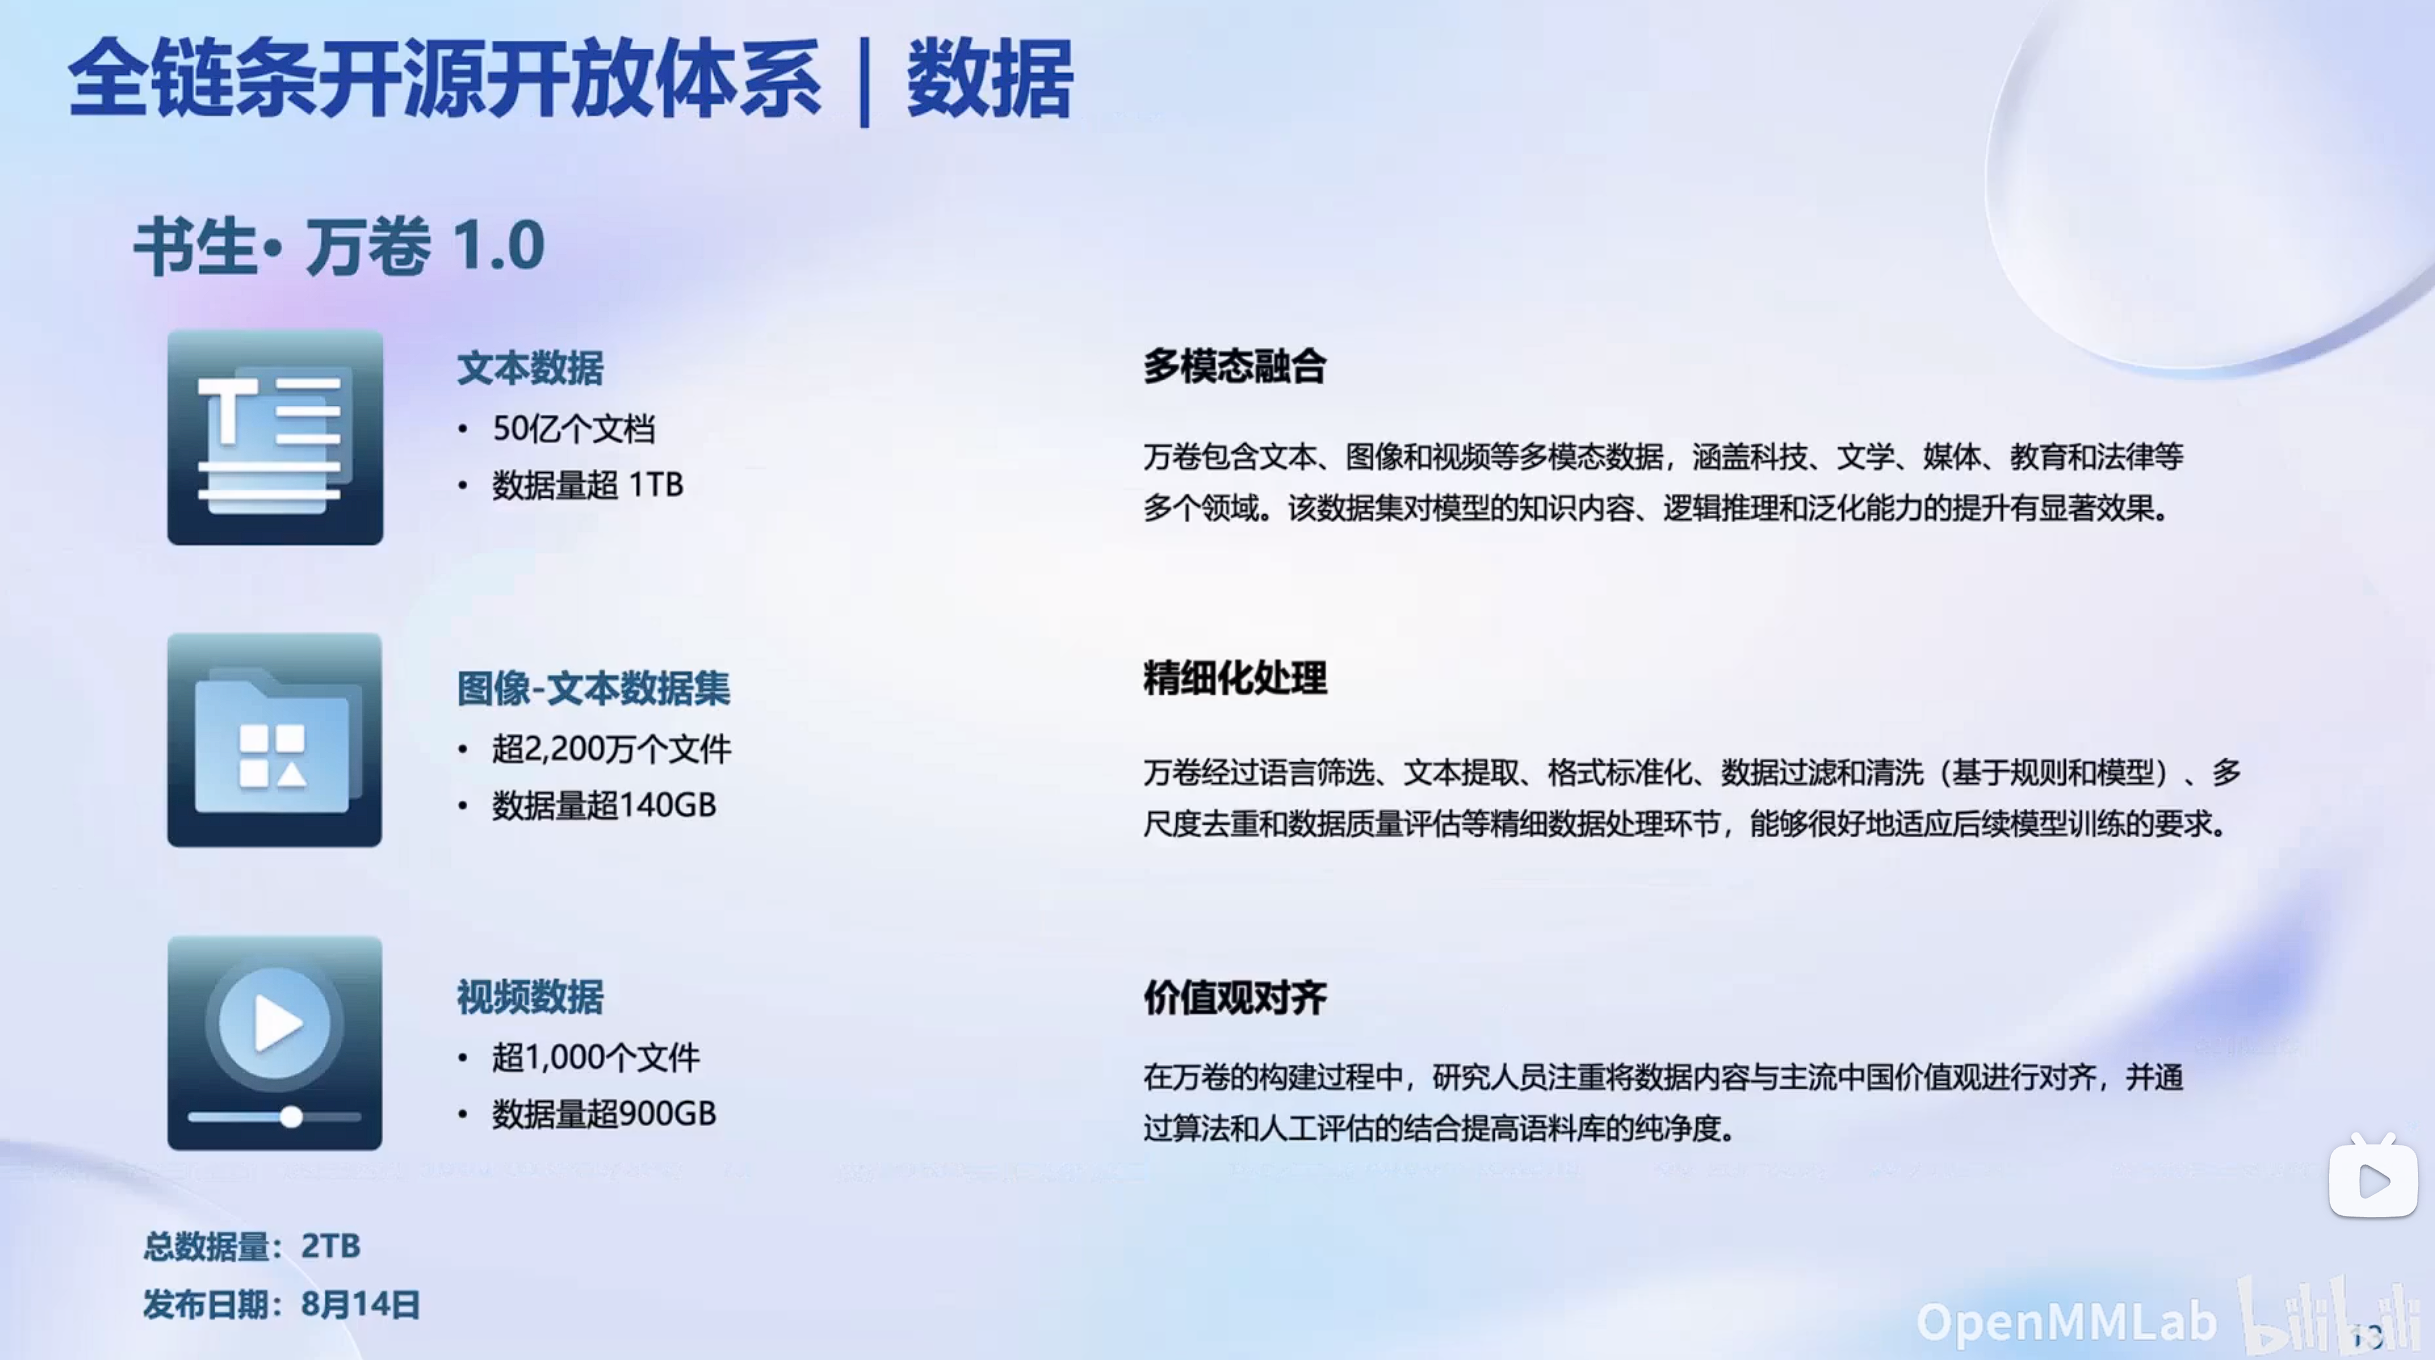 全链条开源开放体系 | 数据
书生· 万卷 1.0
文本数据
• 50亿个文档
• 数据量超 1TB
多模态融合
万卷包含文本、图像和视频等多模态数据，涵盖科技、文学、媒体、教育和法律等
多个领域。该数据集对模型的知识内容、逻辑推理和泛化能力的提升有显著效果。
图像-文本数据集
• 超2,200万个文件
• 数据量超140GB
精细化处理
万卷经过语言筛选、文本提取、格式标准化、数据过滤和清洗（基于规则和模型）、多
尺度去重和数据质量评估等精细数据处理环节，能够很好地适应后续模型训练的要求。
视频数据
• 超1,000个文件
• 数据量超900GB
价值观对齐
在万卷的构建过程中，研究人员注重将数据内容与主流中国价值观进行对齐，并通
过算法和人工评估的结合提高语料库的纯净度。
总数据量：2TB
发布日期：8月14日
OpenMMLab bilibili
13